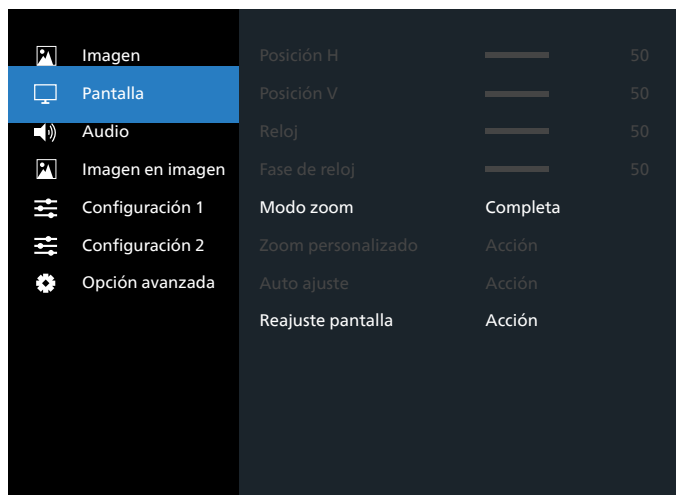 Imagen
Pantalla
Audio
Imagen en imagen
Configuración 1
Configuración 2
Opción avanzada
Posición H 50
Posición V 50
Reloj 50
Fase de reloj 50
Modo zoom Completa
Zoom personalizado Acción
Auto ajuste Acción
Reajuste pantalla Acción